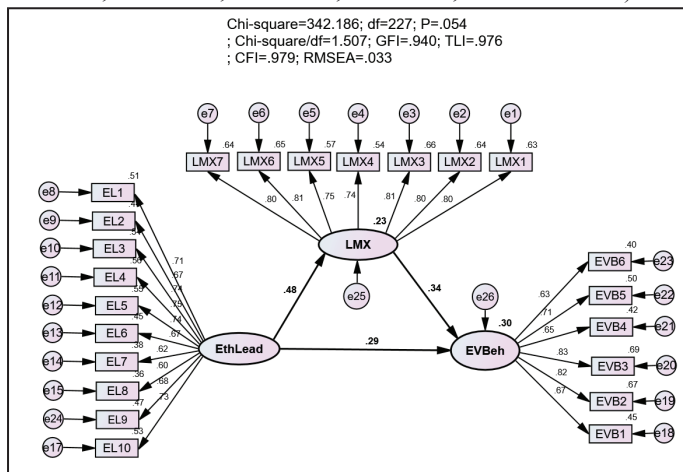 Chi-square=342.186; df=227; P=.054
; Chi-square/df=1.507; GFI=.940; TLI=.976
; CFI=.979; RMSEA=.033
e7 e6 e5 e4 e3 e2 e1
.64 .65 .57 .54 .66 .64 .63
LMX7 LMX6 LMX5 LMX4 LMX3 LMX2 LMX1
.80 .81 .75 .74 .81 .80 .80
.23
LMX
e25
.48
.34
.29
.51
e8 EL1
e9 EL2
.54
e10 EL3
.56
e11 EL4
.55
e12 EL5
.45
e13 EL6
.38
e14 EL7
.36
e15 EL8
.47
e24 EL9
.53
e17 EL10
.71
.67
.74
.75
.74
.67
.62
.60
.68
.73
EthLead
e26
.30
EVBeh
.40
EVB6 e23
.50
EVB5 e22
.42
EVB4 e21
.69
EVB3 e20
.67
EVB2 e19
.45
EVB1 e18
.63
.71
.65
.83
.82
.67